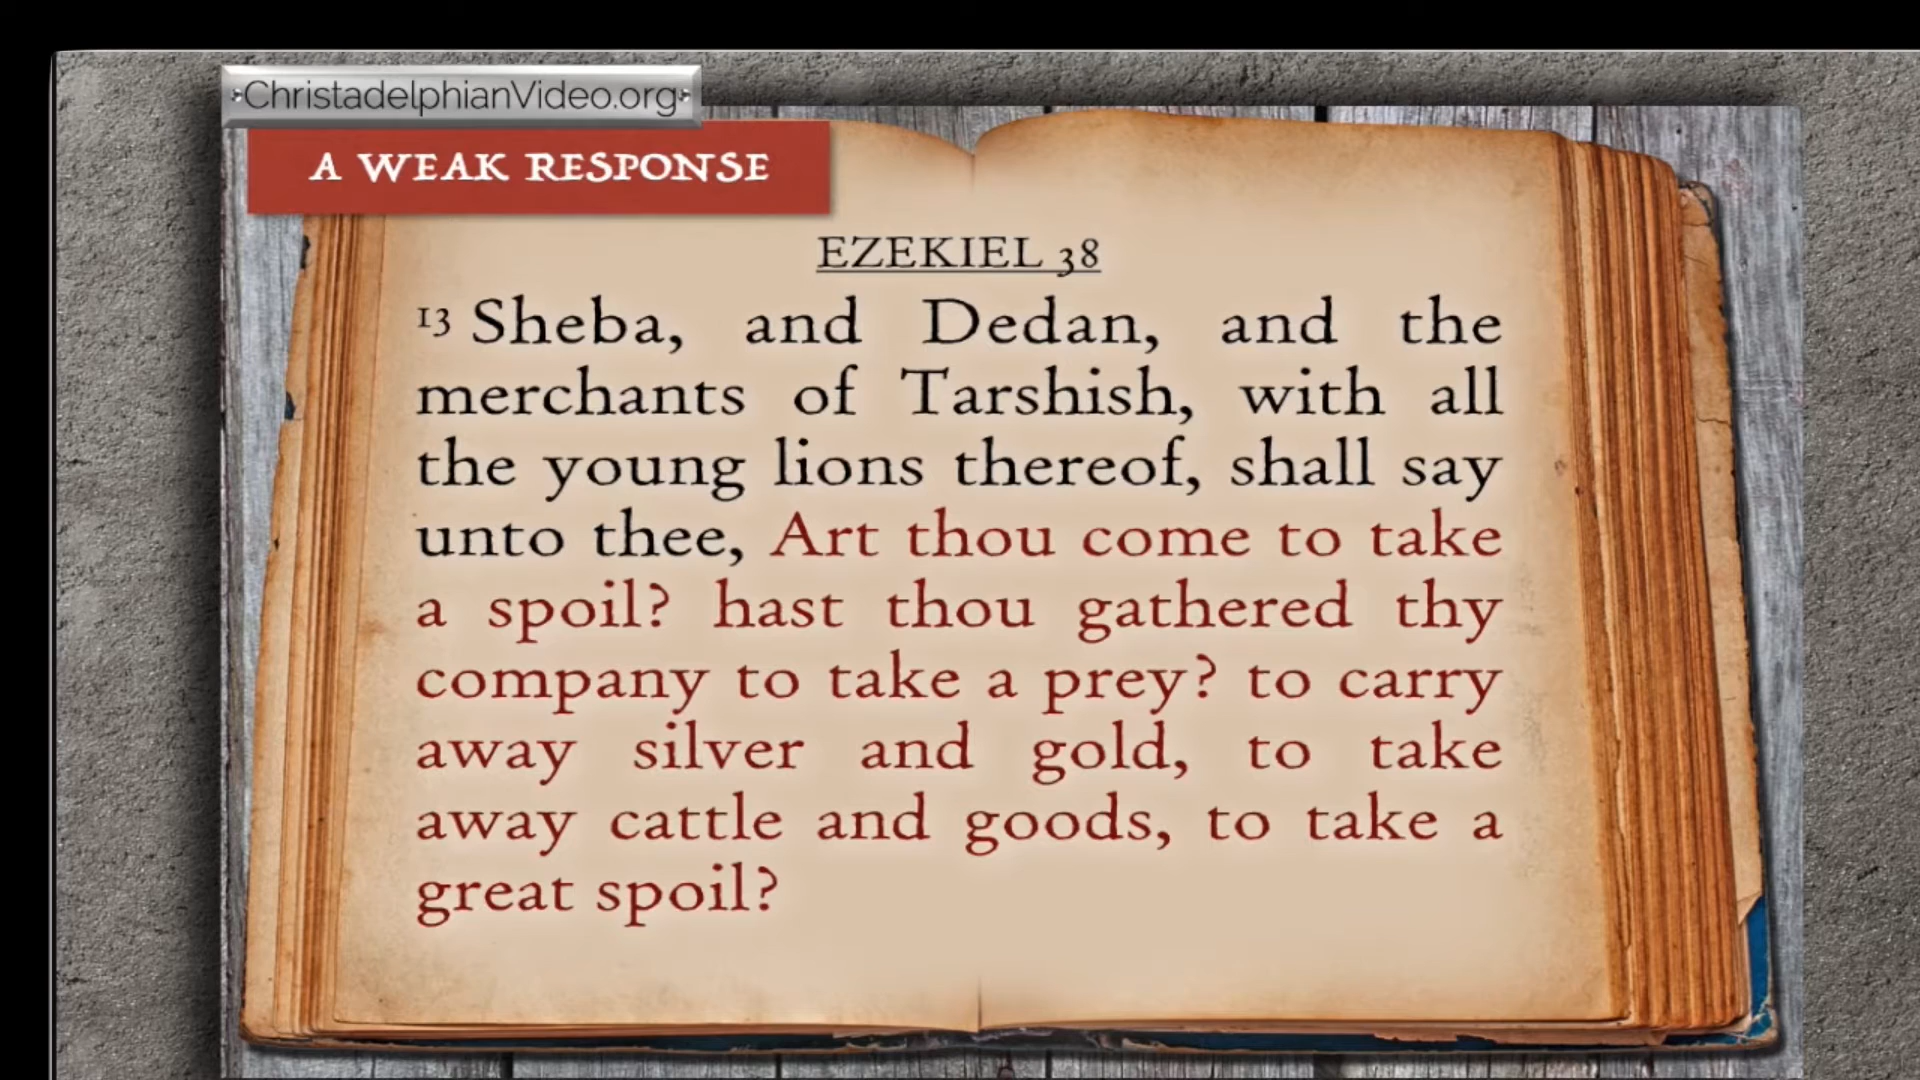 ChristadelphianVideo.org
A WEAK RESPONSE
EZEKIEL 38
13 Sheba, and Dedan, and the
merchants of Tarshish, with all
the young lions thereof, shall say
unto thee, Art thou come to take
a spoil? hast thou gathered thy
company to take a prey? to carry
away silver and gold, to take
away cattle and goods, to take a
great spoil?